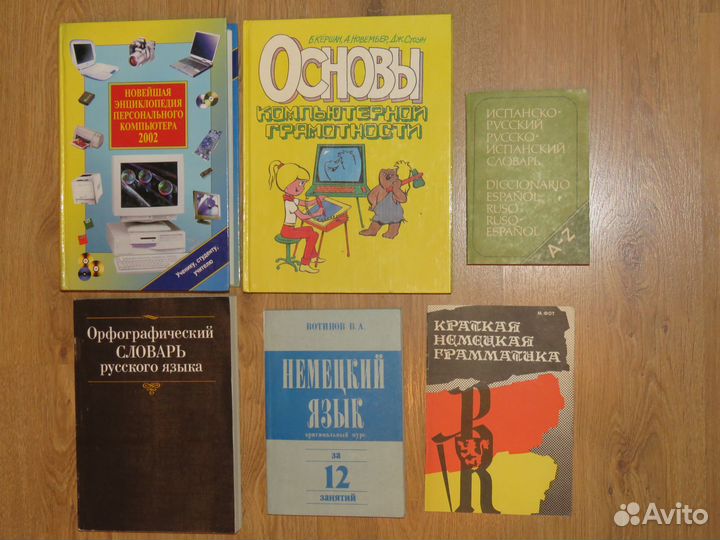 НОВЕЙШАЯ
ЭНЦИКЛОПЕДИЯ
ПЕРСОНАЛЬНОГО
КОМПЬЮТЕРА
2002
Ученику, студенту,
учителю
Б. КЕРШАН, А. НОВЕМБЕР, ДЖ. СТОУН
ОСНОВЫ
КОМПЬЮТЕРНОЙ
ГРАМОТНОСТИ
ИСПАНСКО-
РУССКИЙ
РУССКО-
ИСПАНСКИЙ
СЛОВАРЬ
DICCIONARIO
ESPAÑOL-
RUSO
RUSO-
ESPAÑOL
A-Z
Орфографический
СЛОВАРЬ
русского языка
ВОТИНОВ В. А.
НЕМЕЦКИЙ
ЯЗЫК
оригинальный курс
за
12
занятий
М. ФОТ
КРАТКАЯ
НЕМЕЦКАЯ
ГРАММАТИКА
Avito